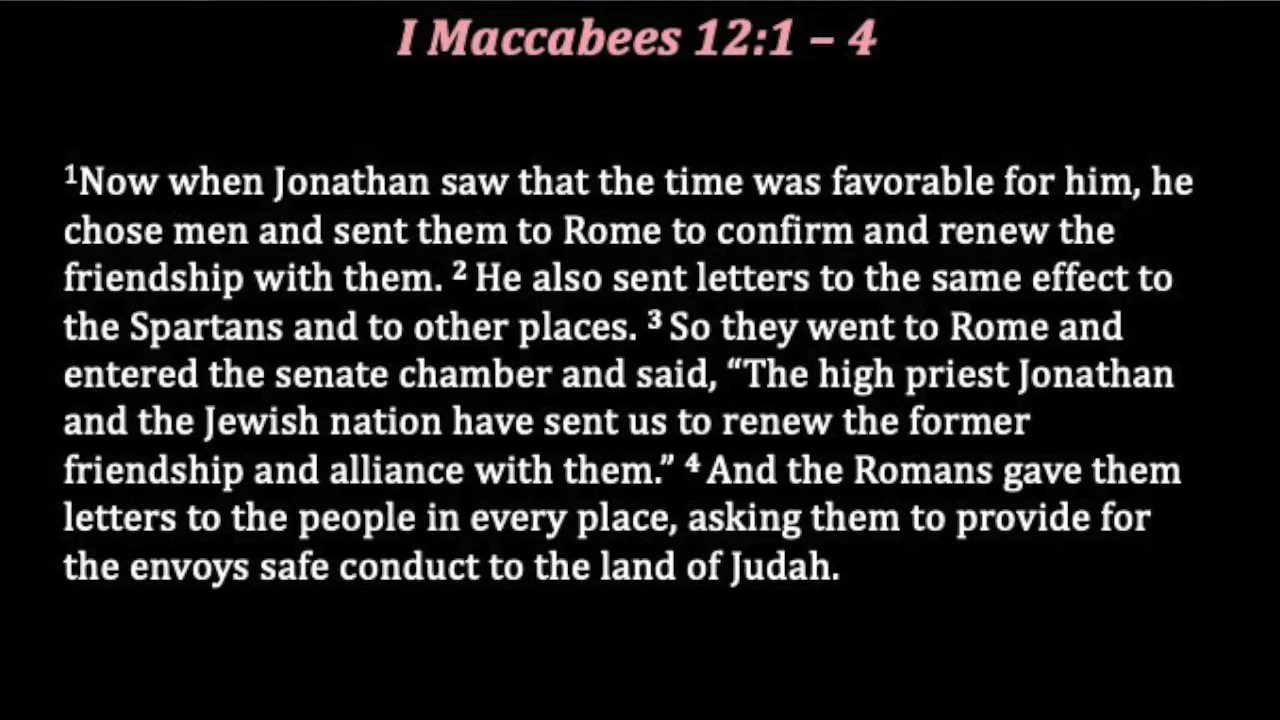 I Maccabees 12:1 – 4
¹Now when Jonathan saw that the time was favorable for him, he
chose men and sent them to Rome to confirm and renew the
friendship with them. ² He also sent letters to the same effect to
the Spartans and to other places. ³ So they went to Rome and
entered the senate chamber and said, “The high priest Jonathan
and the Jewish nation have sent us to renew the former
friendship and alliance with them.” ⁴ And the Romans gave them
letters to the people in every place, asking them to provide for
the envoys safe conduct to the land of Judah.